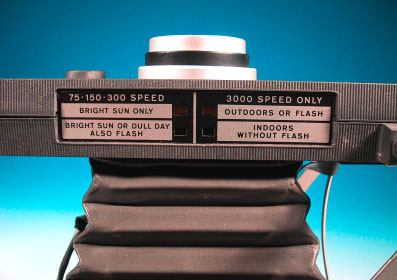 75·150·300 SPEED
BRIGHT SUN ONLY
BRIGHT SUN OR DULL DAY
ALSO FLASH
3000 SPEED ONLY
OUTDOORS OR FLASH
INDOORS
WITHOUT FLASH